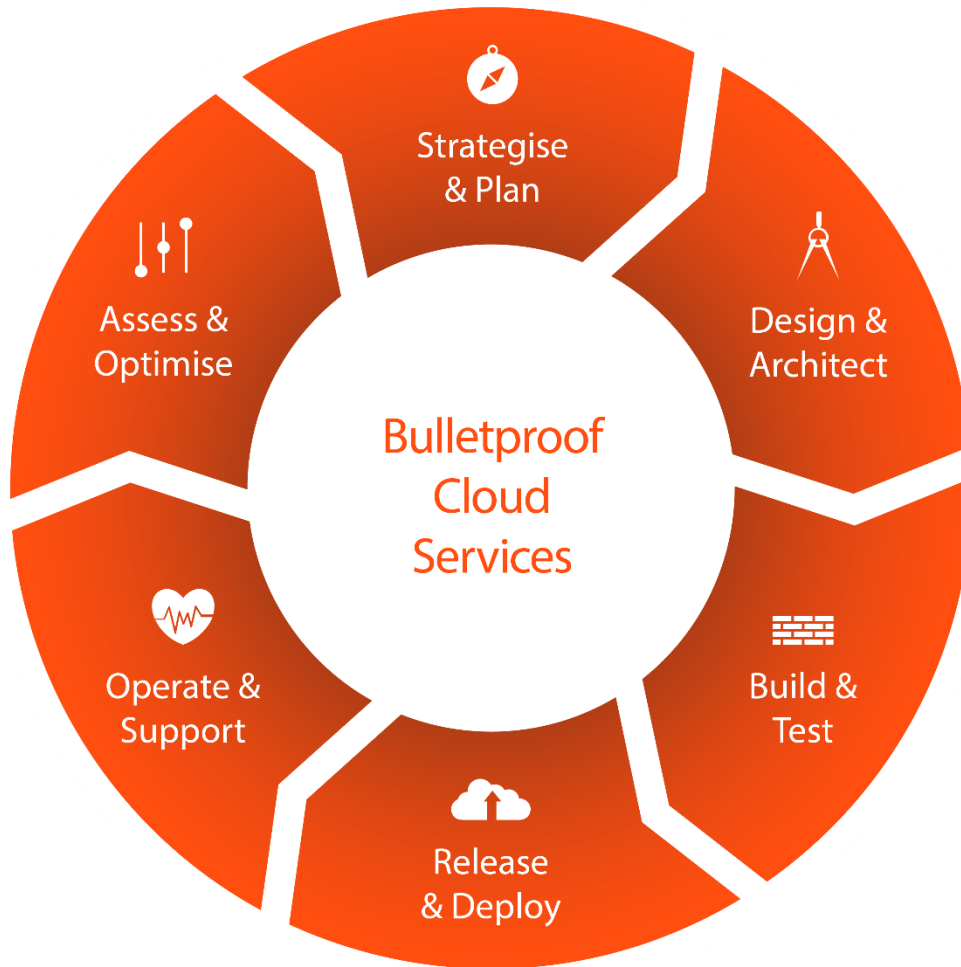 Strategise
& Plan
Design &
Architect
Build &
Test
Release
& Deploy
Operate &
Support
Assess &
Optimise
Bulletproof
Cloud
Services